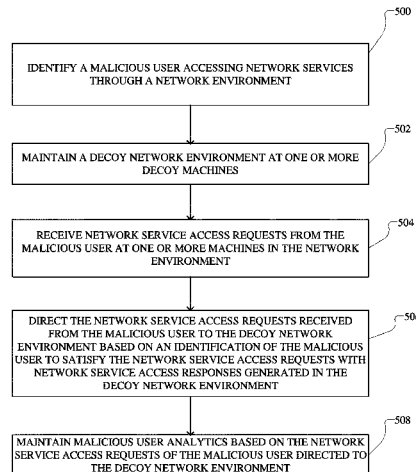 500
IDENTIFY A MALICIOUS USER ACCESSING NETWORK SERVICES
THROUGH A NETWORK ENVIRONMENT
502
MAINTAIN A DECOY NETWORK ENVIRONMENT AT ONE OR MORE
DECOY MACHINES
504
RECEIVE NETWORK SERVICE ACCESS REQUESTS FROM THE
MALICIOUS USER AT ONE OR MORE MACHINES IN THE NETWORK
ENVIRONMENT
DIRECT THE NETWORK SERVICE ACCESS REQUESTS RECEIVED
FROM THE MALICIOUS USER TO THE DECOY NETWORK
ENVIRONMENT BASED ON AN IDENTIFICATION OF THE MALICIOUS
USER TO SATISFY THE NETWORK SERVICE ACCESS REQUESTS WITH
NETWORK SERVICE ACCESS RESPONSES GENERATED IN THE
DECOY NETWORK ENVIRONMENT
508
MAINTAIN MALICIOUS USER ANALYTICS BASED ON THE NETWORK
SERVICE ACCESS REQUESTS OF THE MALICIOUS USER DIRECTED TO
THE DECOY NETWORK ENVIRONMENT